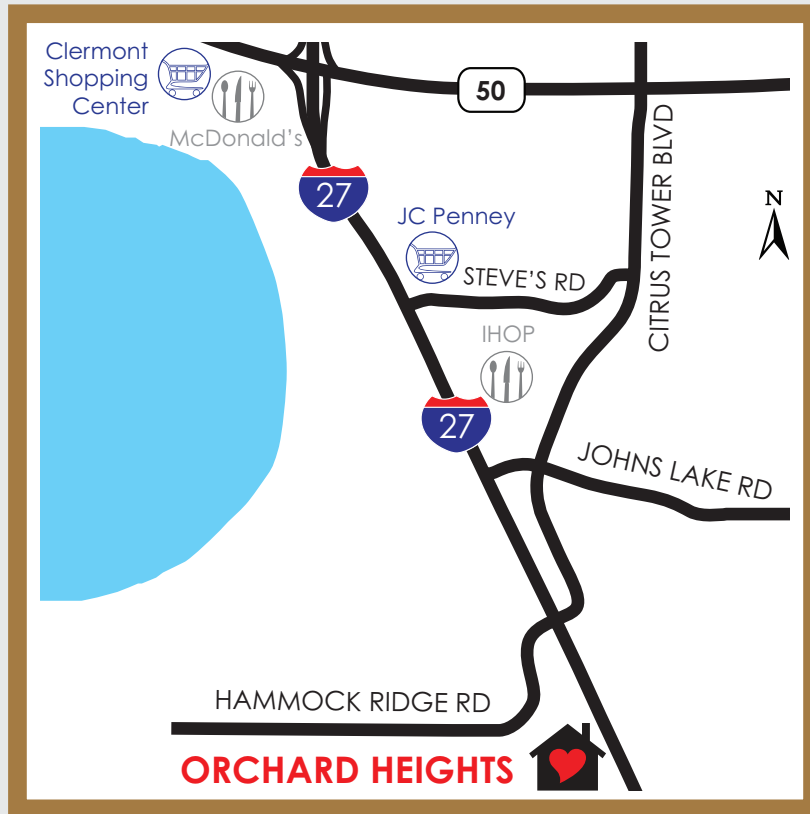 Clermont
Shopping
Center
McDonald's
50
CITRUS TOWER BLVD
27
N
JC Penney
STEVE'S RD
IHOP
27
JOHNS LAKE RD
HAMMOCK RIDGE RD
ORCHARD HEIGHTS